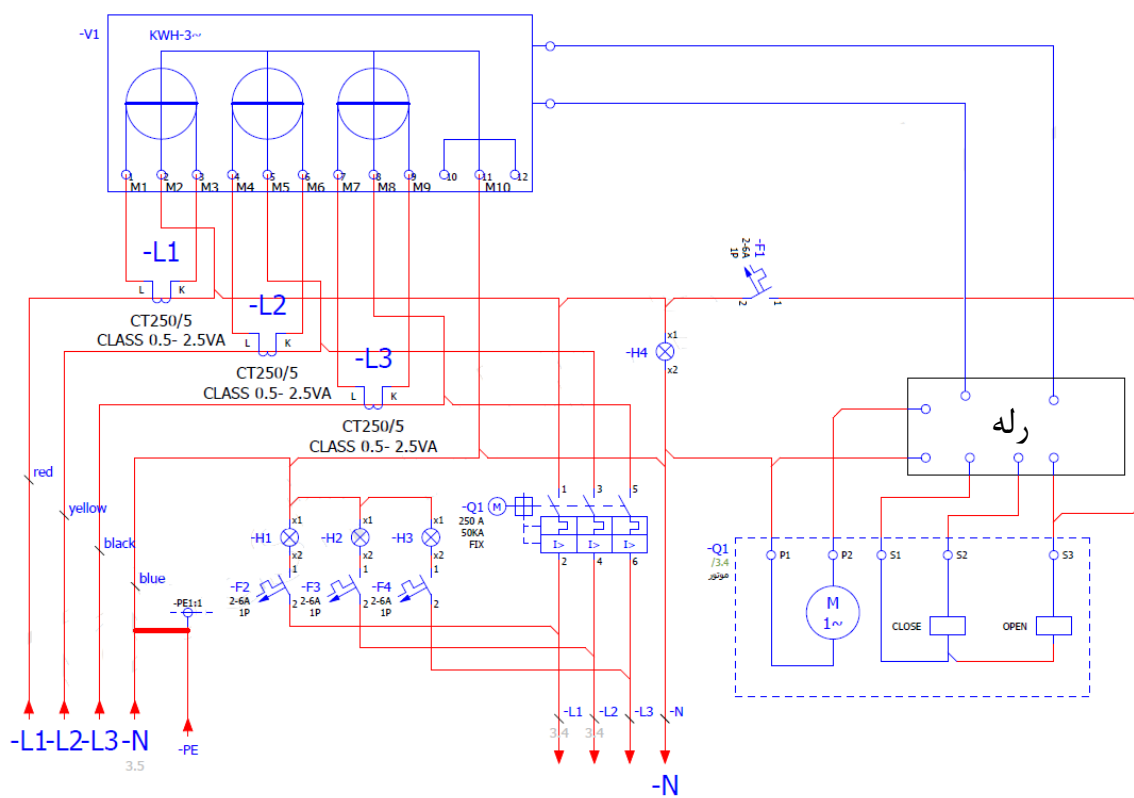 -V1
KWH-3~
1 2 3 4 5 6 7 8 9 10 11 12
M1 M2 M3 M4 M5 M6 M7 M8 M9 M10
-L1
L K
CT250/5
CLASS 0.5- 2.5VA
-L2
L K
CT250/5
CLASS 0.5- 2.5VA
-L3
L K
CT250/5
CLASS 0.5- 2.5VA
-F1
2-6A
1P
2 1
-H4
x1
x2
رله
red
yellow
black
blue
-PE1:1
-H1
x1
x2
-H2
x1
x2
-H3
x1
x2
-F2
2-6A
1P
1
2
-F3
2-6A
1P
1
2
-F4
2-6A
1P
1
2
-Q1
M
250 A
50KA
FIX
1 3 5
I> I> I>
2 4 6
-Q1
/3.4
موتور
P1 P2 S1 S2 S3
M
1~
CLOSE
OPEN
-L1 -L2 -L3 -N
3.4 3.4
-N
-L1-L2-L3-N
3.5
-PE